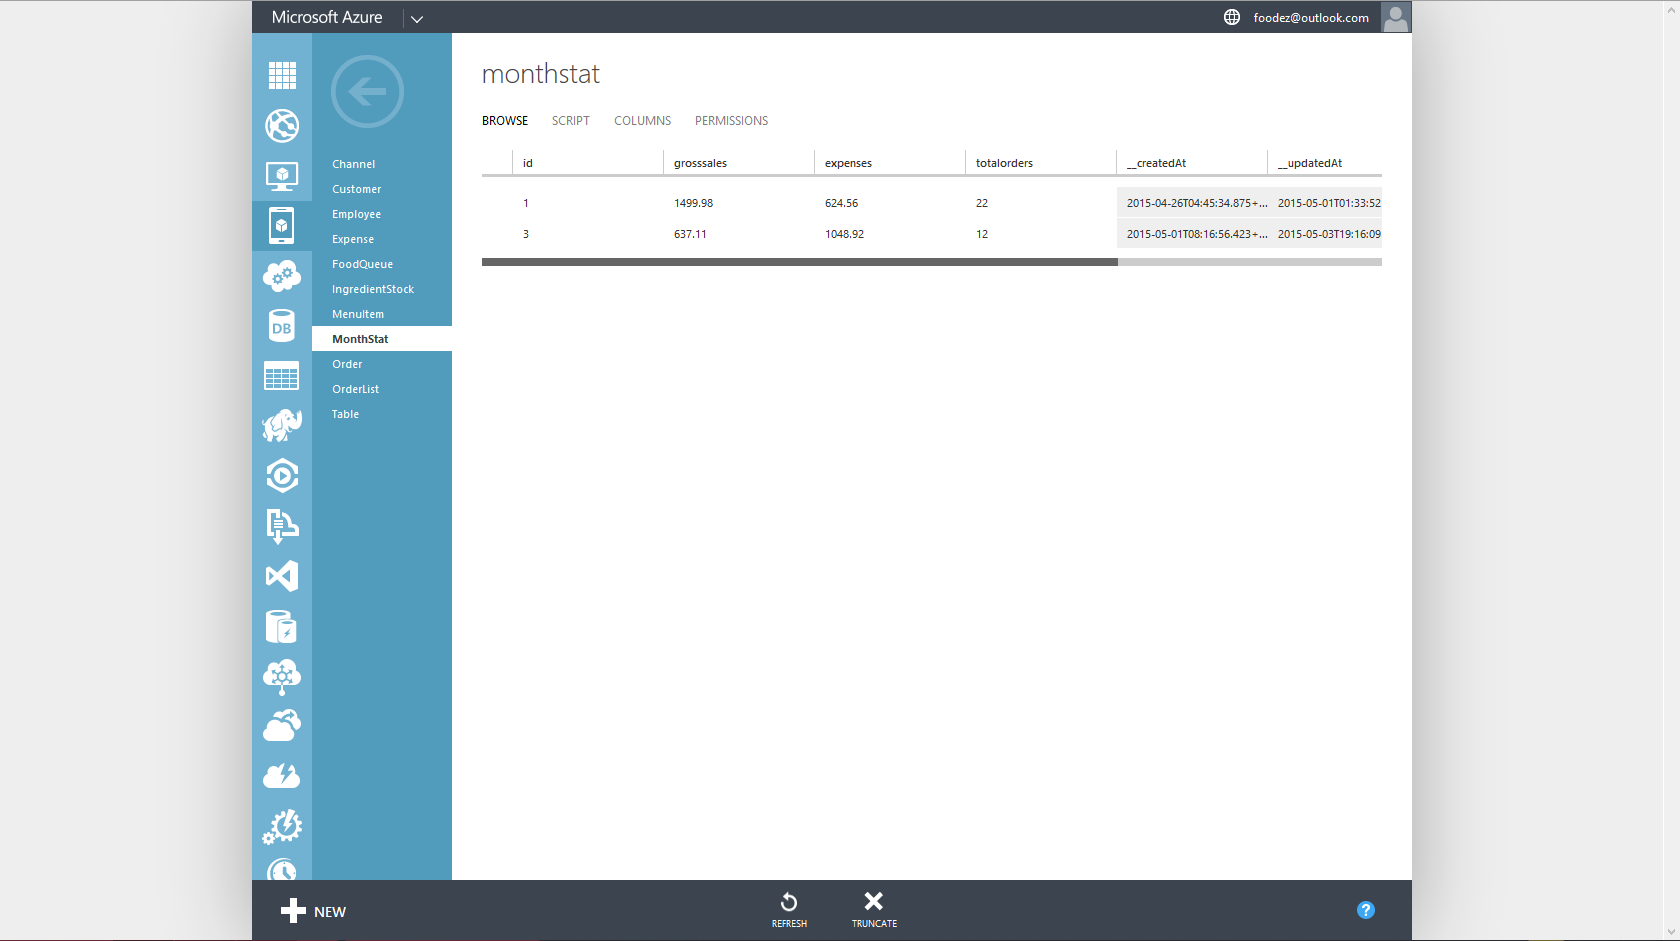 Microsoft Azure
foodez@outlook.com
monthstat
BROWSE SCRIPT COLUMNS PERMISSIONS
Channel
Customer
Employee
Expense
FoodQueue
IngredientStock
MenuItem
MonthStat
Order
OrderList
Table
DB
id grosssales expenses totalorders __createdAt __updatedAt
1 1499.98 624.56 22 2015-04-26T04:45:34.875+... 2015-05-01T01:33:52
3 637.11 1048.92 12 2015-05-01T08:16:56.423+... 2015-05-03T19:16:09
NEW
REFRESH
TRUNCATE
?